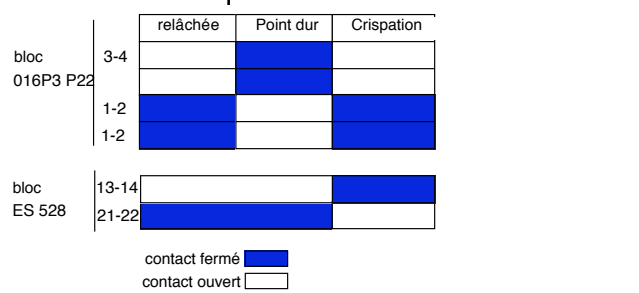 relâchée Point dur Crispation
bloc 3-4
016P3 P22
1-2
1-2
bloc 13-14
ES 528 21-22
contact fermé
contact ouvert